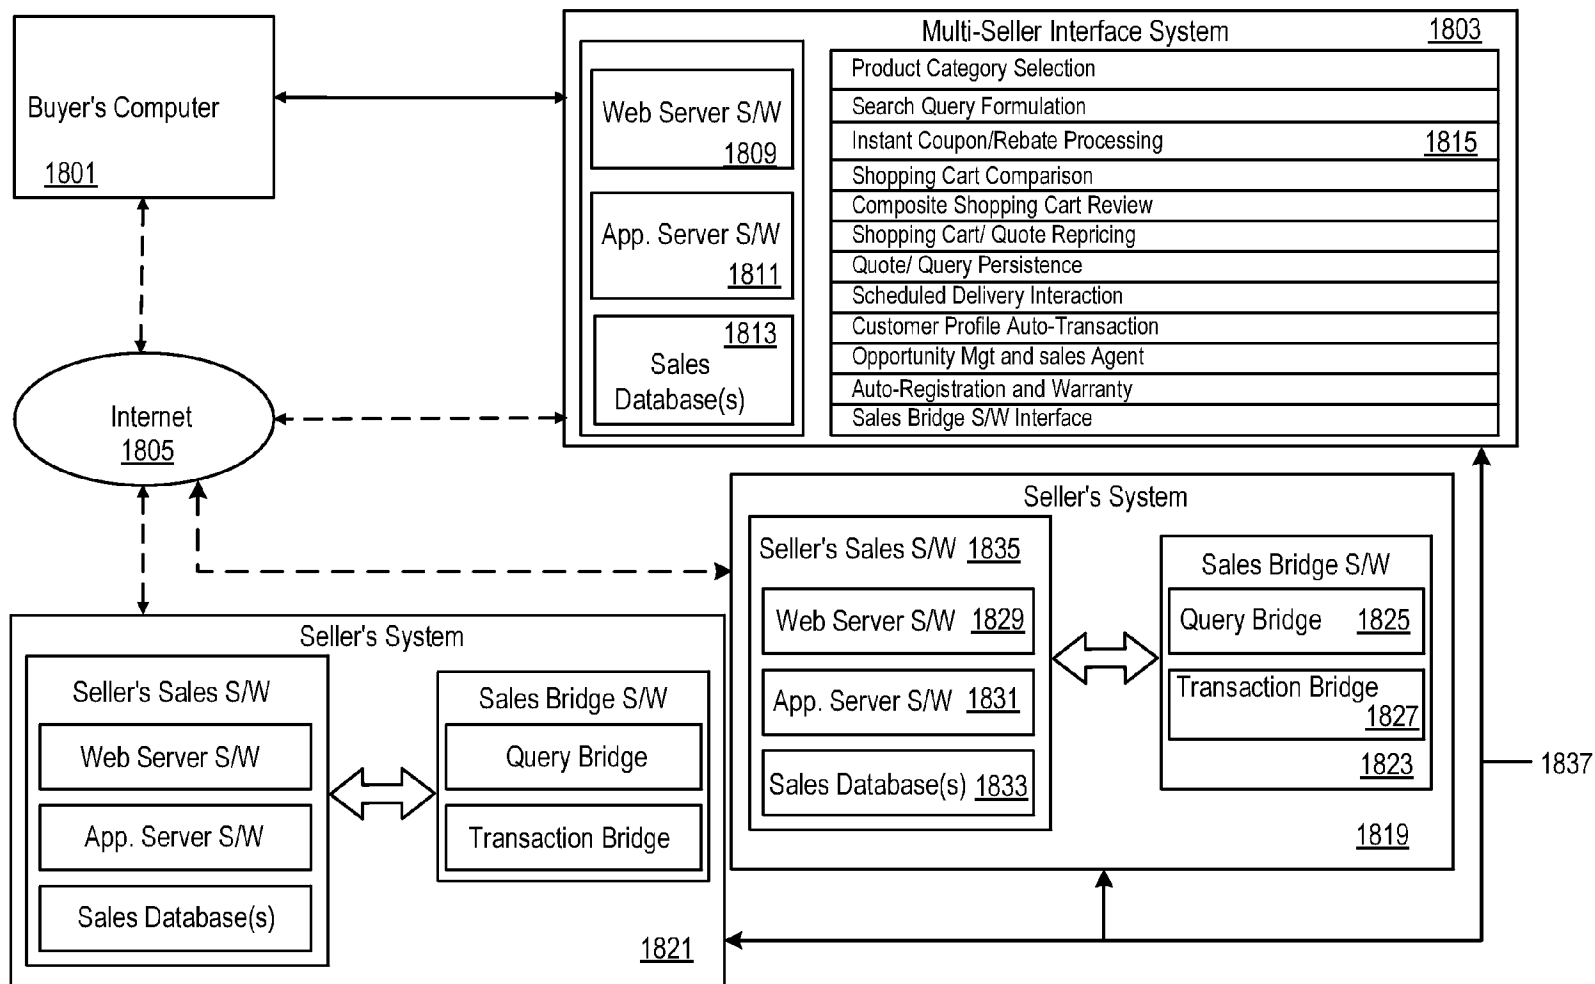 Buyer's Computer
1801
Multi-Seller Interface System 1803
Web Server S/W
1809
App. Server S/W
1811
1813
Sales
Database(s)
Product Category Selection
Search Query Formulation
Instant Coupon/Rebate Processing 1815
Shopping Cart Comparison
Composite Shopping Cart Review
Shopping Cart/ Quote Repricing
Quote/ Query Persistence
Scheduled Delivery Interaction
Customer Profile Auto-Transaction
Opportunity Mgt and sales Agent
Auto-Registration and Warranty
Sales Bridge S/W Interface
Internet
1805
Seller's System
Seller's Sales S/W 1835
Web Server S/W 1829
App. Server S/W 1831
Sales Database(s) 1833
Sales Bridge S/W
Query Bridge 1825
Transaction Bridge
1827
1823
1819
1837
Seller's System
Seller's Sales S/W
Web Server S/W
App. Server S/W
Sales Database(s)
Sales Bridge S/W
Query Bridge
Transaction Bridge
1821